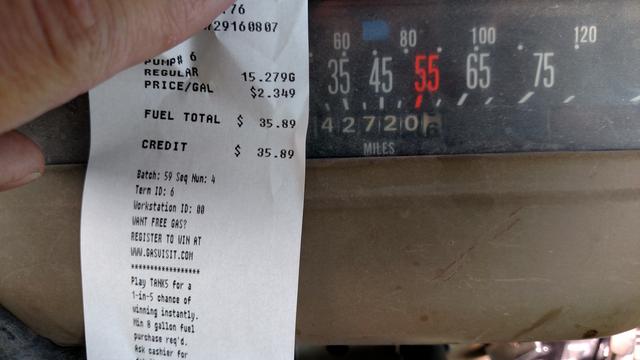 76
29160807
PUMP# 6
REGULAR 15.279G
PRICE/GAL $2.349
FUEL TOTAL $ 35.89
CREDIT $ 35.89
Batch: 59 Seq Num: 4
Term ID: 6
Workstation ID: 00
WANT FREE GAS?
REGISTER TO WIN AT
WWW.GASVISIT.COM
******************
Play TANKS for a
1-in-5 chance of
winning instantly.
Min 8 gallon fuel
purchase req'd.
Ask cashier for
60 80 100 120
35 45 55 65 75
42720
MILES